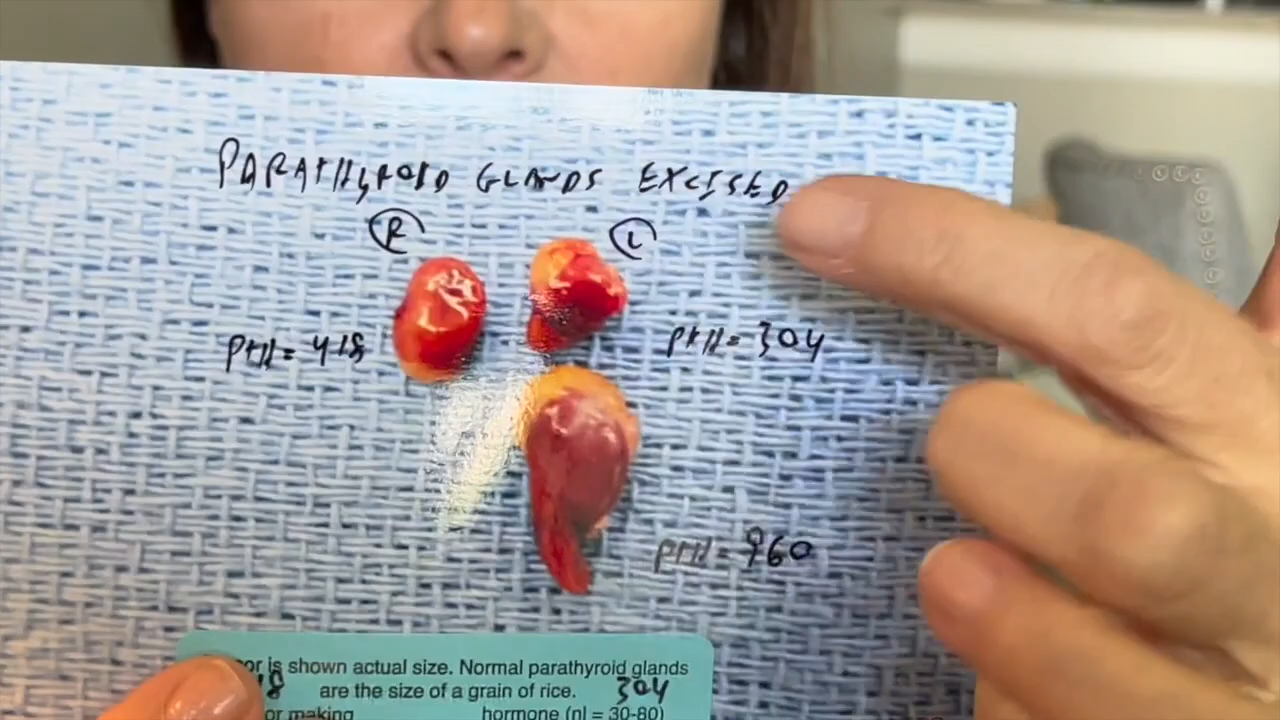 PARATHYROID GLANDS EXCISED
R L
PTH= 418 PTH= 304
PTH= 960
or is shown actual size. Normal parathyroid glands
18 are the size of a grain of rice. 304
or making hormone (nl = 30-80)